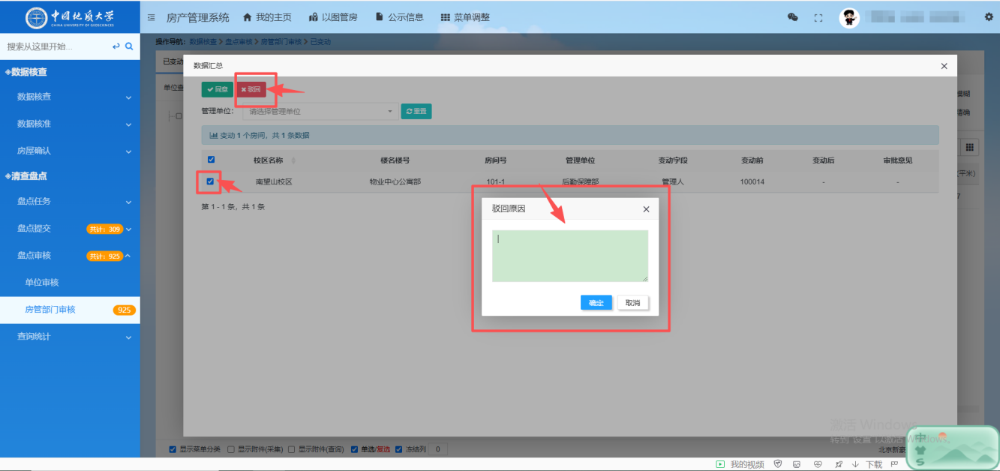 中国地质大学
CHINA UNIVERSITY OF GEOSCIENCES
房产管理系统 我的主页 以图管房 公示信息 菜单调整
搜索从这里开始...
操作导航: 数据核查 > 盘点审核 > 房管部门审核 > 已变动
数据核查
数据核查
数据核准
房屋确认
清查盘点
盘点任务
盘点提交 共计: 309
盘点审核 共计: 925
单位审核
房管部门审核 925
查询统计
已变动
单位查
数据汇总
同意 驳回
管理单位: 请选择管理单位 重置
变动 1 个房间, 共 1 条数据
校区名称 楼名楼号 房间号 管理单位 变动字段 变动前 变动后 审批意见
南望山校区 物业中心公寓部 101-1 后勤保障部 管理人 100014 - -
第 1 - 1 条, 共 1 条
驳回原因
确定 取消
模糊
清确
(平米)
7
激活 Windows
转到"设置"以激活 Windows。
显示菜单分类 显示附件(采集) 显示附件(查阅) 单选/复选 冻结列 0
北京新豪
中
S
我的视频 下载